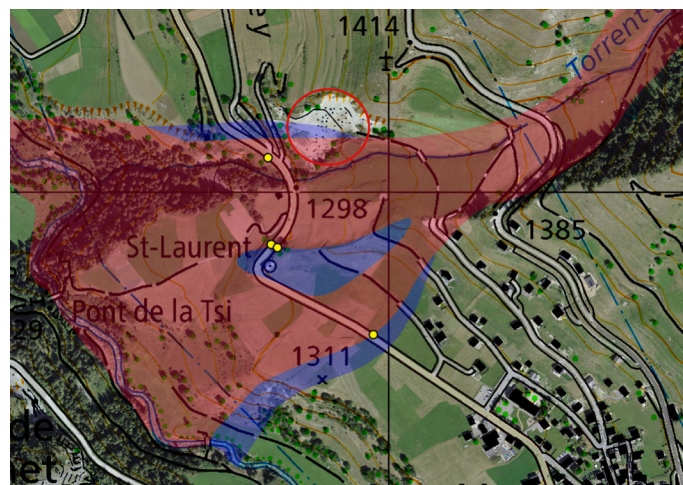 1414
Torrent
1298
1385
St-Laurent
Pont de la Tsi
29
1311
de
et